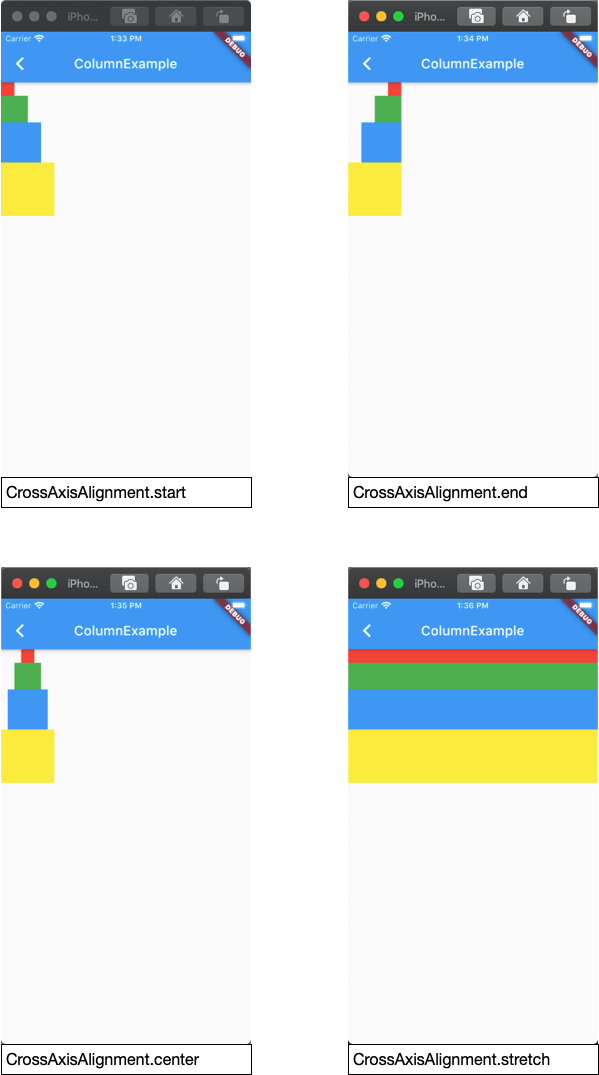 iPho...
Carrier 1:33 PM
DEBUG
ColumnExample
CrossAxisAlignment.start
iPho...
Carrier 1:34 PM
DEBUG
ColumnExample
CrossAxisAlignment.end
iPho...
Carrier 1:35 PM
DEBUG
ColumnExample
CrossAxisAlignment.center
iPho...
Carrier 1:36 PM
DEBUG
ColumnExample
CrossAxisAlignment.stretch